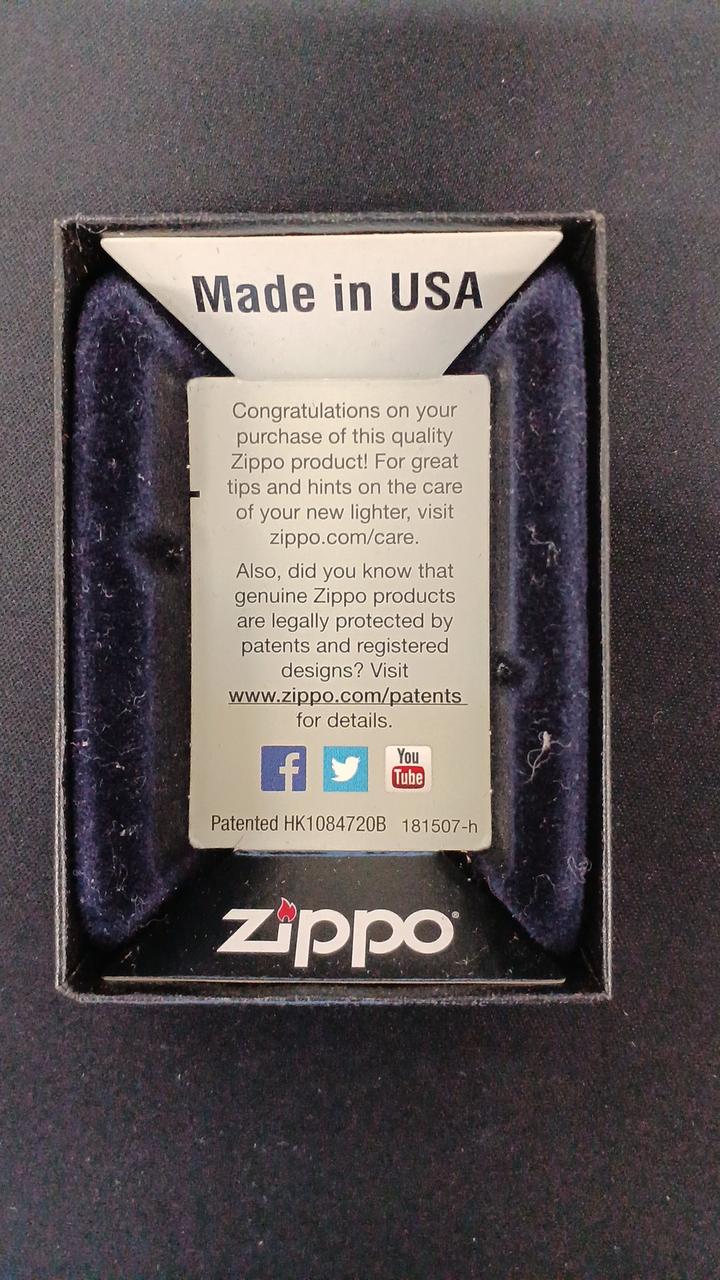 Made in USA
Congratulations on your
purchase of this quality
Zippo product! For great
tips and hints on the care
of your new lighter, visit
zippo.com/care.
Also, did you know that
genuine Zippo products
are legally protected by
patents and registered
designs? Visit
www.zippo.com/patents
for details.
f
You
Tube
Patented HK1084720B 181507-h
zippo®